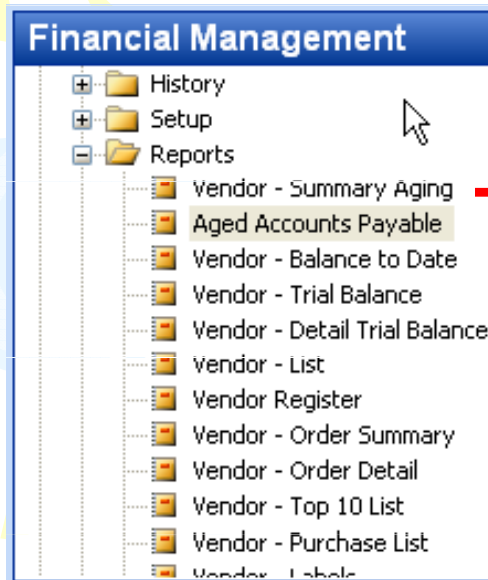 Financial Management
History
Setup
Reports
Vendor - Summary Aging
Aged Accounts Payable
Vendor - Balance to Date
Vendor - Trial Balance
Vendor - Detail Trial Balance
Vendor - List
Vendor Register
Vendor - Order Summary
Vendor - Order Detail
Vendor - Top 10 List
Vendor - Purchase List
Vendor - Labels